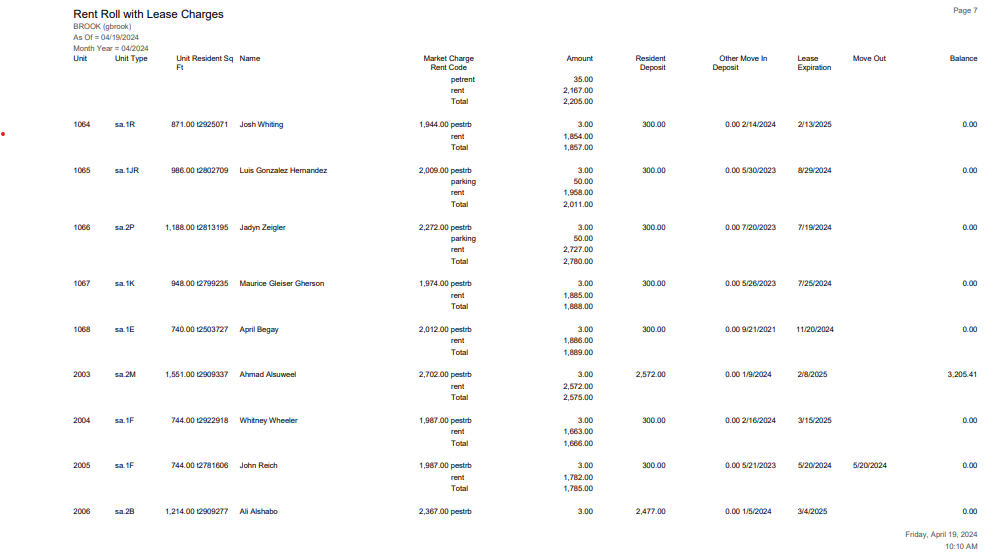 Rent Roll with Lease Charges Page 7
BROOK (gbrook)
As Of = 04/19/2024
Month Year = 04/2024
Unit Unit Type Unit Resident Sq Name Market Charge Amount Resident Other Move In Lease Move Out Balance
Ft Rent Code Deposit Deposit Expiration
petrent 35.00
rent 2,167.00
Total 2,205.00
1064 sa.1R 871.00 t2925071 Josh Whiting 1,944.00 pestrb 3.00 300.00 0.00 2/14/2024 2/13/2025 0.00
rent 1,854.00
Total 1,857.00
1065 sa.1JR 986.00 t2802709 Luis Gonzalez Hernandez 2,009.00 pestrb 3.00 300.00 0.00 5/30/2023 8/29/2024 0.00
parking 50.00
rent 1,958.00
Total 2,011.00
1066 sa.2P 1,188.00 t2813195 Jadyn Zeigler 2,272.00 pestrb 3.00 300.00 0.00 7/20/2023 7/19/2024 0.00
parking 50.00
rent 2,727.00
Total 2,780.00
1067 sa.1K 948.00 t2799235 Maurice Gleiser Gherson 1,974.00 pestrb 3.00 300.00 0.00 5/26/2023 7/25/2024 0.00
rent 1,885.00
Total 1,888.00
1068 sa.1E 740.00 t2503727 April Begay 2,012.00 pestrb 3.00 300.00 0.00 9/21/2021 11/20/2024 0.00
rent 1,886.00
Total 1,889.00
2003 sa.2M 1,551.00 t2909337 Ahmad Alsuweel 2,702.00 pestrb 3.00 2,572.00 0.00 1/9/2024 2/8/2025 3,205.41
rent 2,572.00
Total 2,575.00
2004 sa.1F 744.00 t2922918 Whitney Wheeler 1,987.00 pestrb 3.00 300.00 0.00 2/16/2024 3/15/2025 0.00
rent 1,663.00
Total 1,666.00
2005 sa.1F 744.00 t2781606 John Reich 1,987.00 pestrb 3.00 300.00 0.00 5/21/2023 5/20/2024 5/20/2024 0.00
rent 1,782.00
Total 1,785.00
2006 sa.2B 1,214.00 t2909277 Ali Alshabo 2,367.00 pestrb 3.00 2,477.00 0.00 1/5/2024 3/4/2025 0.00
Friday, April 19, 2024
10:10 AM